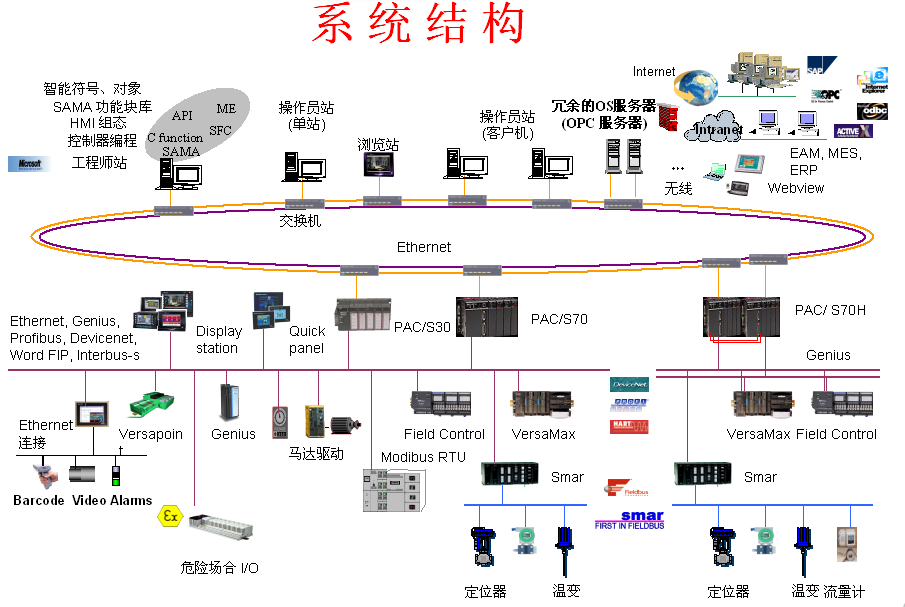 系统结构
智能符号、对象
SAMA 功能块库
HMI 组态
控制器编程
工程师站
Microsoft
API
ME
C function
SFC
SAMA
操作员站
(单站)
浏览站
操作员站
(客户机)
冗余的OS服务器
(OPC 服务器)
Internet
SAP
OPC
Internet
Explorer
odbc
ACTIVE X
Intranet
EAM, MES,
ERP
Webview
...
无线
交换机
Ethernet
Ethernet, Genius,
Profibus, Devicenet,
Word FIP, Interbus-s
Display
station
Quick
panel
PAC/S30
PAC/S70
PAC/ S70H
Genius
Ethernet
连接
Versapoin
Genius
马达驱动
Field Control
VersaMax
DeviceNet
HART
VersaMax
Field Control
Modibus RTU
Smar
Smar
Barcode
Video
Alarms
Fieldbus
smar
FIRST IN FIELDBUS
εx
危险场合 I/O
定位器
温变
定位器
温变
流量计